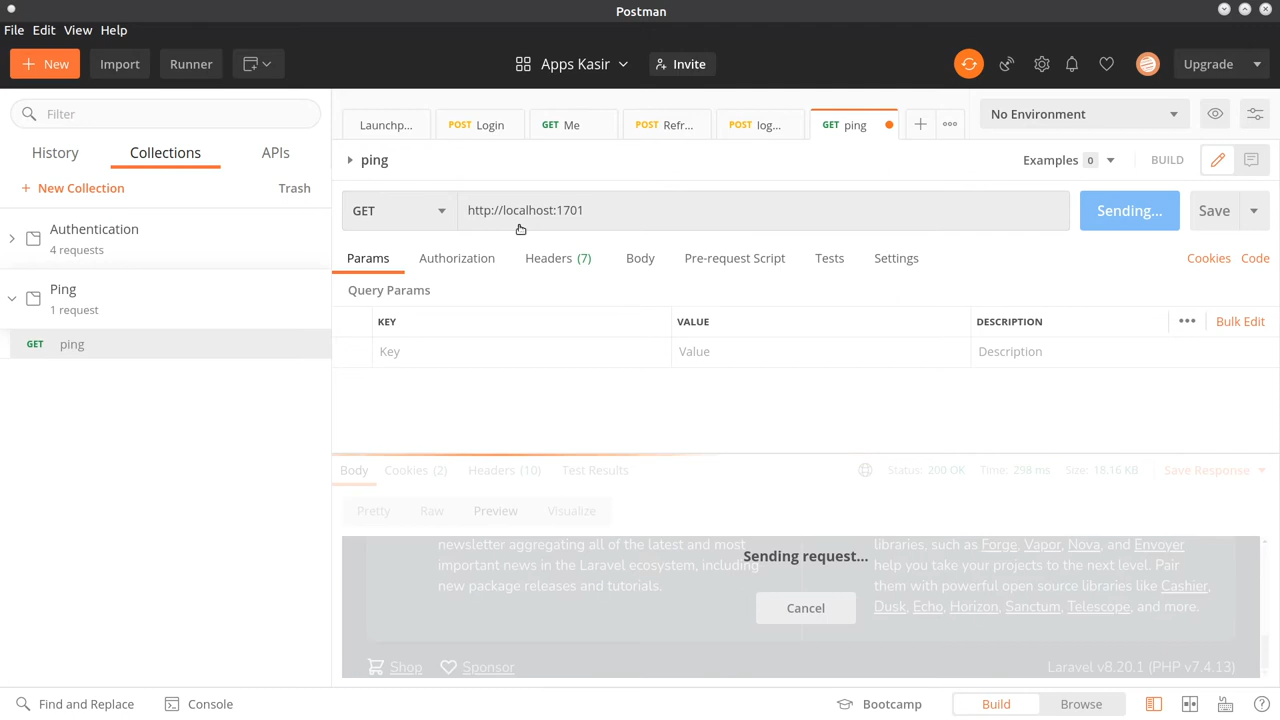 Postman
File Edit View Help
New Import Runner Apps Kasir Invite Upgrade
Filter
Launchp... POST Login GET Me POST Refr... POST log... GET ping No Environment
History Collections APIs
ping Examples 0 BUILD
+ New Collection Trash
GET http://localhost:1701 Sending... Save
Authentication
4 requests
Params Authorization Headers (7) Body Pre-request Script Tests Settings Cookies Code
Ping
1 request
Query Params
KEY VALUE DESCRIPTION Bulk Edit
GET ping
Key Value Description
Body Cookies (2) Headers (10) Test Results Status: 200 OK Time: 298 ms Size: 18.16 KB Save Response
Pretty Raw Preview Visualize
newsletter aggregating all of the latest and most
important news in the Laravel ecosystem, including
new package releases and tutorials.
Sending request...
Cancel
libraries, such as Forge, Vapor, Nova, and Envoyer
help you take your projects to the next level. Pair
them with powerful open source libraries like Cashier,
Dusk, Echo, Horizon, Sanctum, Telescope, and more.
Shop Sponsor Laravel v8.20.1 (PHP v7.4.13)
Find and Replace Console Bootcamp Build Browse